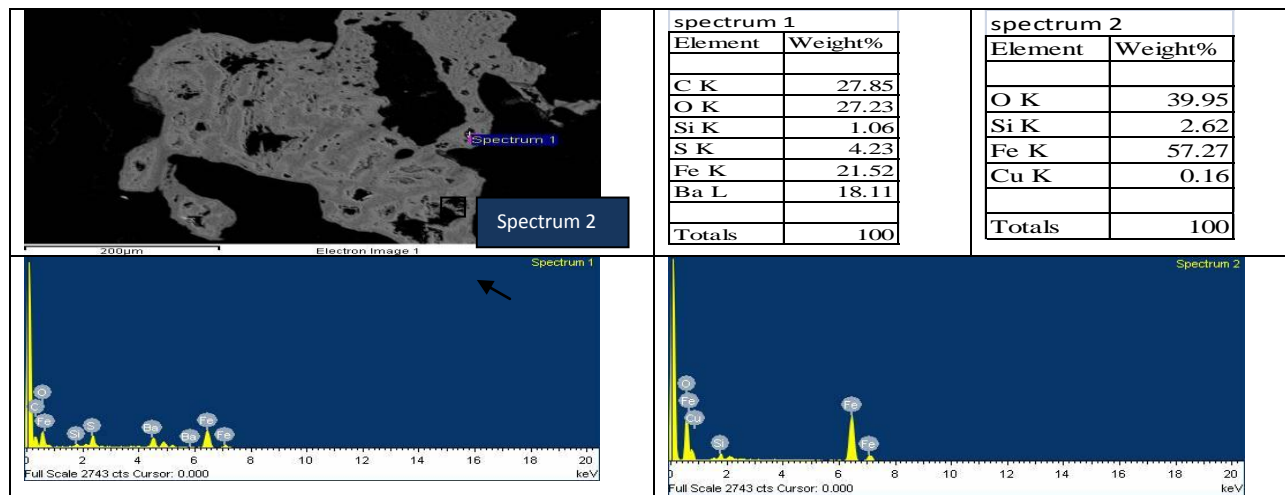 Spectrum 1
Spectrum 2
200µm Electron Image 1
spectrum 1
Element Weight%
C K 27.85
O K 27.23
Si K 1.06
S K 4.23
Fe K 21.52
Ba L 18.11
Totals 100
spectrum 2
Element Weight%
O K 39.95
Si K 2.62
Fe K 57.27
Cu K 0.16
Totals 100
Spectrum 1
O
C
Fe Si S Ba Ba Fe Fe
0 2 4 6 8 10 12 14 16 18 20
Full Scale 2743 cts Cursor: 0.000 keV
Spectrum 2
O
Fe
Cu
Si Fe Fe
0 2 4 6 8 10 12 14 16 18 20
Full Scale 2743 cts Cursor: 0.000 keV